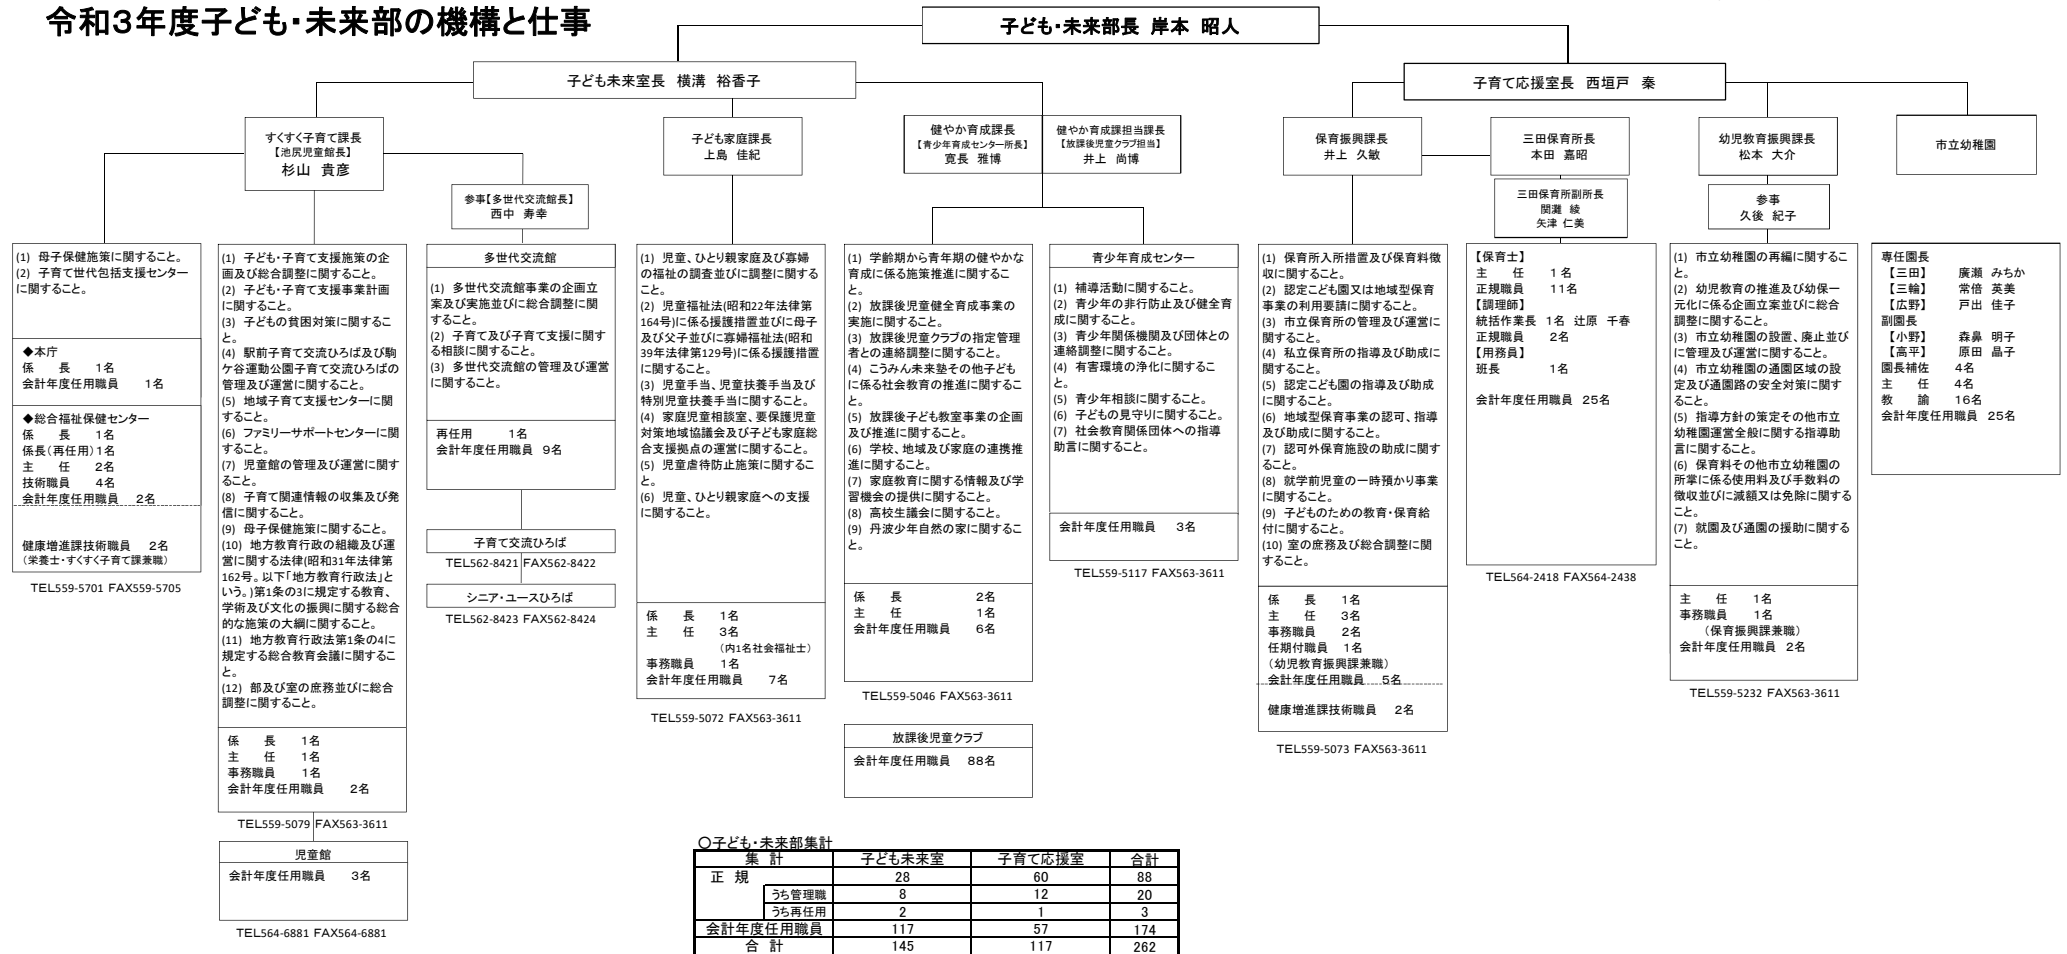 令和3年度子ども・未来部の機構と仕事
子ども・未来部長 岸本 昭人
子ども未来室長 横溝 裕香子
子育て応援室長 西垣戸 秦
すくすく子育て課長
【池尻児童館長】
杉山 貴彦
子ども家庭課長
上島 佳紀
健やか育成課長
【青少年育成センター所長】
寛長 雅博
健やか育成課担当課長
【放課後児童クラブ担当】
井上 尚博
保育振興課長
井上 久敏
三田保育所長
本田 嘉昭
幼児教育振興課長
松本 大介
市立幼稚園
参事【多世代交流館長】
西中 寿幸
三田保育所副所長
関灘 綾
矢津 仁美
参事
久後 紀子
(1) 母子保健施策に関すること。
(2) 子育て世代包括支援センター
に関すること。
◆本庁
係 長 1名
会計年度任用職員 1名
◆総合福祉保健センター
係 長 1名
係長(再任用)1名
主 任 2名
技術職員 4名
会計年度任用職員 2名
健康増進課技術職員 2名
(栄養士・すくすく子育て課兼職)
TEL559-5701 FAX559-5705
(1) 子ども・子育て支援施策の企
画及び総合調整に関すること。
(2) 子ども・子育て支援事業計画
に関すること。
(3) 子どもの貧困対策に関するこ
と。
(4) 駅前子育て交流ひろば及び駒
ケ谷運動公園子育て交流ひろばの
管理及び運営に関すること。
(5) 地域子育て支援センターに関
すること。
(6) ファミリーサポートセンターに関
すること。
(7) 児童館の管理及び運営に関す
ること。
(8) 子育て関連情報の収集及び発
信に関すること。
(9) 母子保健施策に関すること。
(10) 地方教育行政の組織及び運
営に関する法律(昭和31年法律第
162号。以下「地方教育行政法」と
いう。)第1条の3に規定する教育、
学術及び文化の振興に関する総合
的な施策の大綱に関すること。
(11) 地方教育行政法第1条の4に
規定する総合教育会議に関するこ
と。
(12) 部及び室の庶務並びに総合
調整に関すること。
係 長 1名
主 任 1名
事務職員 1名
会計年度任用職員 2名
TEL559-5079 FAX563-3611
児童館
会計年度任用職員 3名
TEL564-6881 FAX564-6881
多世代交流館
(1) 多世代交流館事業の企画立
案及び実施並びに総合調整に関
すること。
(2) 子育て及び子育て支援に関す
る相談に関すること。
(3) 多世代交流館の管理及び運営
に関すること。
再任用 1名
会計年度任用職員 9名
子育て交流ひろば
TEL562-8421 FAX562-8422
シニア・ユースひろば
TEL562-8423 FAX562-8424
(1) 児童、ひとり親家庭及び寡婦
の福祉の調査並びに調整に関する
こと。
(2) 児童福祉法(昭和22年法律第
164号)に係る援護措置並びに母子
及び父子並びに寡婦福祉法(昭和
39年法律第129号)に係る援護措置
に関すること。
(3) 児童手当、児童扶養手当及び
特別児童扶養手当に関すること。
(4) 家庭児童相談室、要保護児童
対策地域協議会及び子ども家庭総
合支援拠点の運営に関すること。
(5) 児童虐待防止施策に関するこ
と。
(6) 児童、ひとり親家庭への支援
に関すること。
係 長 1名
主 任 3名
(内1名社会福祉士)
事務職員 1名
会計年度任用職員 7名
TEL559-5072 FAX563-3611
(1) 学齢期から青年期の健やかな
育成に係る施策推進に関するこ
と。
(2) 放課後児童健全育成事業の
実施に関すること。
(3) 放課後児童クラブの指定管理
者との連絡調整に関すること。
(4) こうみん未来塾その他子ども
に係る社会教育の推進に関するこ
と。
(5) 放課後子ども教室事業の企画
及び推進に関すること。
(6) 学校、地域及び家庭の連携推
進に関すること。
(7) 家庭教育に関する情報及び学
習機会の提供に関すること。
(8) 高校生議会に関すること。
(9) 丹波少年自然の家に関するこ
と。
係 長 2名
主 任 1名
会計年度任用職員 6名
TEL559-5046 FAX563-3611
放課後児童クラブ
会計年度任用職員 88名
青少年育成センター
(1) 補導活動に関すること。
(2) 青少年の非行防止及び健全育
成に関すること。
(3) 青少年関係機関及び団体との
連絡調整に関すること。
(4) 有害環境の浄化に関するこ
と。
(5) 青少年相談に関すること。
(6) 子どもの見守りに関すること。
(7) 社会教育関係団体への指導
助言に関すること。
会計年度任用職員 3名
TEL559-5117 FAX563-3611
(1) 保育所入所措置及び保育料徴
収に関すること。
(2) 認定こども園又は地域型保育
事業の利用要請に関すること。
(3) 市立保育所の管理及び運営に
関すること。
(4) 私立保育所の指導及び助成に
関すること。
(5) 認定こども園の指導及び助成
に関すること。
(6) 地域型保育事業の認可、指導
及び助成に関すること。
(7) 認可外保育施設の助成に関す
ること。
(8) 就学前児童の一時預かり事業
に関すること。
(9) 子どものための教育・保育給
付に関すること。
(10) 室の庶務及び総合調整に関
すること。
係 長 1名
主 任 3名
事務職員 2名
任期付職員 1名
(幼児教育振興課兼職)
会計年度任用職員 5名
健康増進課技術職員 2名
TEL559-5073 FAX563-3611
【保育士】
主 任 1名
正規職員 11名
【調理師】
統括作業長 1名 辻原 千春
正規職員 2名
【用務員】
班長 1名
会計年度任用職員 25名
TEL564-2418 FAX564-2438
(1) 市立幼稚園の再編に関するこ
と。
(2) 幼児教育の推進及び幼保一
元化に係る企画立案並びに総合
調整に関すること。
(3) 市立幼稚園の設置、廃止並び
に管理及び運営に関すること。
(4) 市立幼稚園の通園区域の設
定及び通園路の安全対策に関す
ること。
(5) 指導方針の策定その他市立
幼稚園運営全般に関する指導助
言に関すること。
(6) 保育料その他市立幼稚園の
所掌に係る使用料及び手数料の
徴収並びに減額又は免除に関する
こと。
(7) 就園及び通園の援助に関する
こと。
主 任 1名
事務職員 1名
(保育振興課兼職)
会計年度任用職員 2名
TEL559-5232 FAX563-3611
専任園長
【三田】 廣瀬 みちか
【三輪】 常倍 英美
【広野】 戸出 佳子
副園長
【小野】 森鼻 明子
【高平】 原田 晶子
園長補佐 4名
主 任 4名
教 諭 16名
会計年度任用職員 25名
〇子ども・未来部集計
集 計 子ども未来室 子育て応援室 合計
正 規 28 60 88
うち管理職 8 12 20
うち再任用 2 1 3
会計年度任用職員 117 57 174
合 計 145 117 262